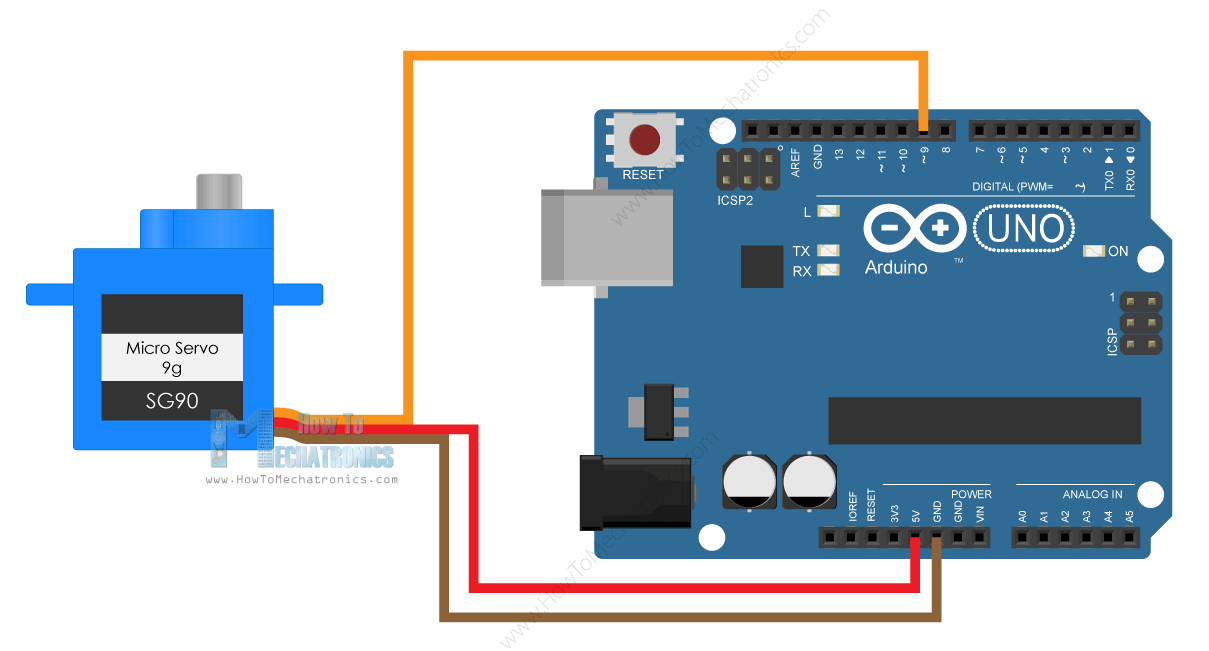 www.HowToMechatronics.com
RESET
AREF
GND
13
12
~11
~10
~9
8
7
~6
~5
4
~3
2
TX0 ▶ 1
RX0 ◀ 0
ICSP2
DIGITAL (PWM= ~)
L
TX
RX
UNO
Arduino
TM
ON
1
ICSP
Micro Servo
9g
SG90
How To
MECHATRONICS
www.HowToMechatronics.com
www.HowToMechatronics.com
POWER
ANALOG IN
IOREF
RESET
3V3
5V
GND
GND
VIN
A0
A1
A2
A3
A4
A5